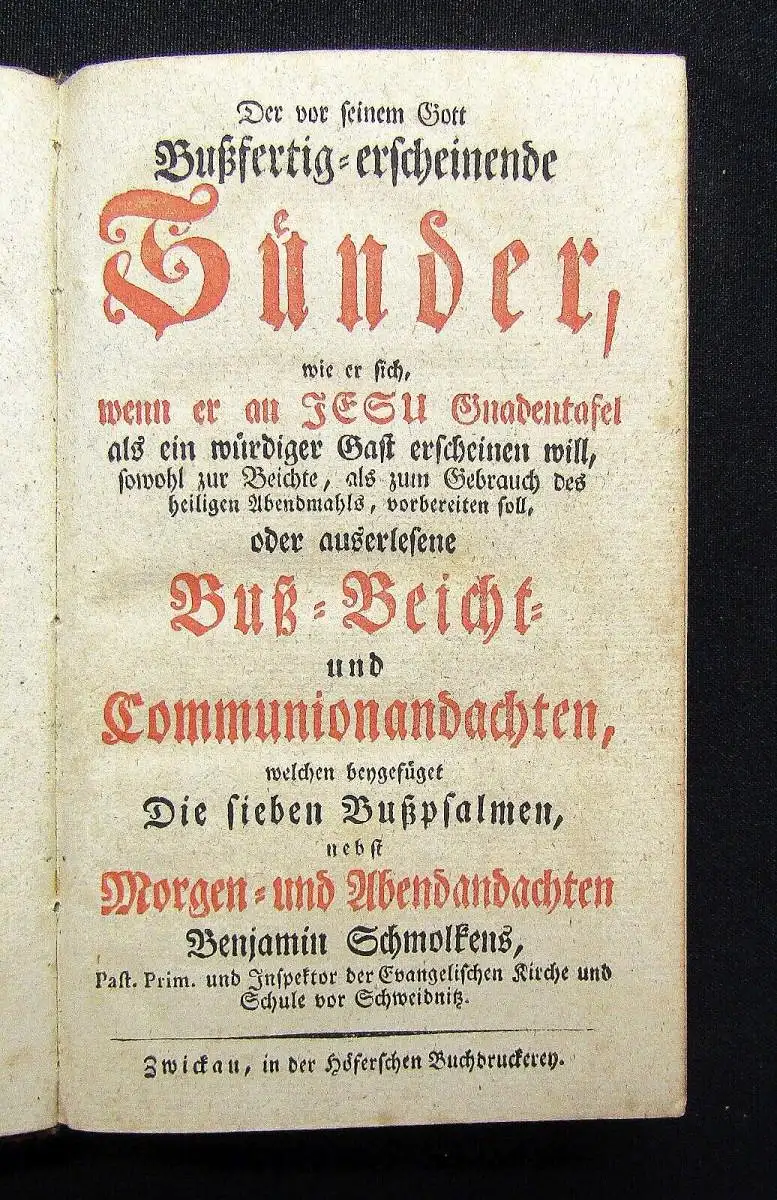 Der vor ſeinem Gott
Bußfertig-erſcheinende
Suͤnder,
wie er ſich,
wenn er an JESU Gnadentafel
als ein würdiger Gaſt erſcheinen will,
ſowohl zur Beichte, als zum Gebrauch des
heiligen Abendmahls, vorbereiten ſoll,
oder auserleſene
Buß-Beicht-
und
Communionandachten,
welchen beygefüget
Die ſieben Bußpſalmen,
nebſt
Morgen-und Abendandachten
Benjamin Schmolkens,
Paſt. Prim. und Inſpektor der Evangeliſchen Kirche und
Schule vor Schweidnitz.
Zwickau, in der Höferſchen Buchdruckerey.